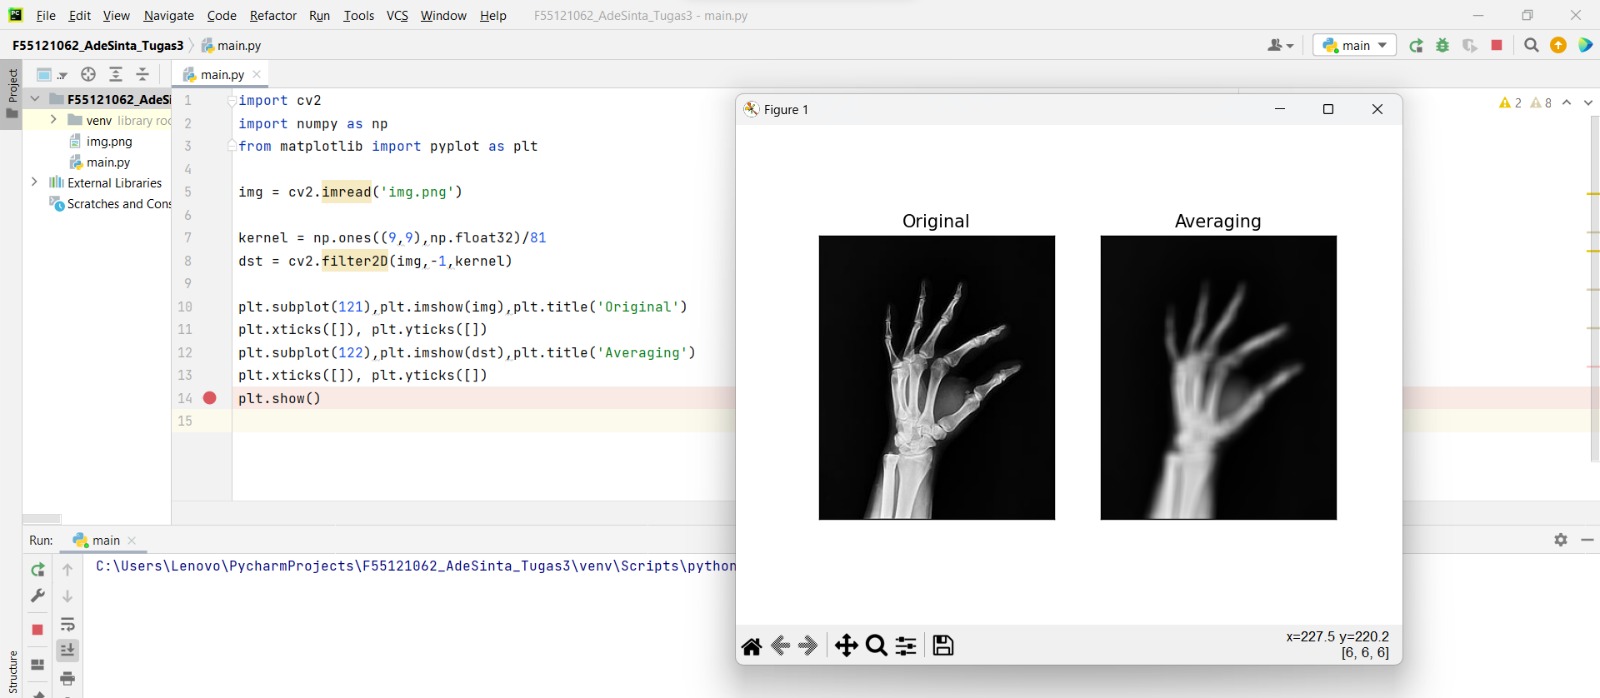 File Edit View Navigate Code Refactor Run Tools VCS Window Help F55121062_AdeSinta_Tugas3 - main.py
F55121062_AdeSinta_Tugas3 main.py
main
Project
main.py
F55121062_AdeSi
venv library roo
img.png
main.py
External Libraries
Scratches and Cons
1 import cv2
2 import numpy as np
3 from matplotlib import pyplot as plt
4
5 img = cv2.imread('img.png')
6
7 kernel = np.ones((9,9),np.float32)/81
8 dst = cv2.filter2D(img,-1,kernel)
9
10 plt.subplot(121),plt.imshow(img),plt.title('Original')
11 plt.xticks([]), plt.yticks([])
12 plt.subplot(122),plt.imshow(dst),plt.title('Averaging')
13 plt.xticks([]), plt.yticks([])
14 plt.show()
15
2 8
Figure 1
Original Averaging
x=227.5 y=220.2
[6, 6, 6]
Run: main
C:\Users\Lenovo\PycharmProjects\F55121062_AdeSinta_Tugas3\venv\Scripts\python
Structure